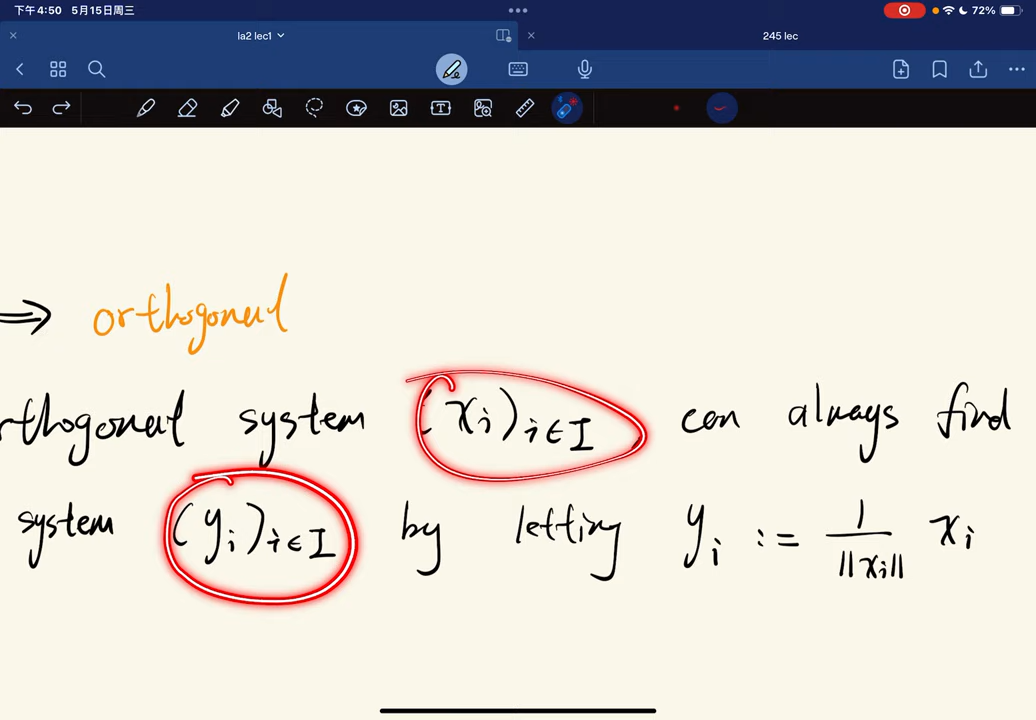 下午4:50 5月15日周三
72%
la2 lec1
245 lec
⇒ orthogonal
rthogonal system (xᵢ)ᵢ∈I can always find
system (yᵢ)ᵢ∈I by letting yᵢ := 1/||xᵢ|| xᵢ